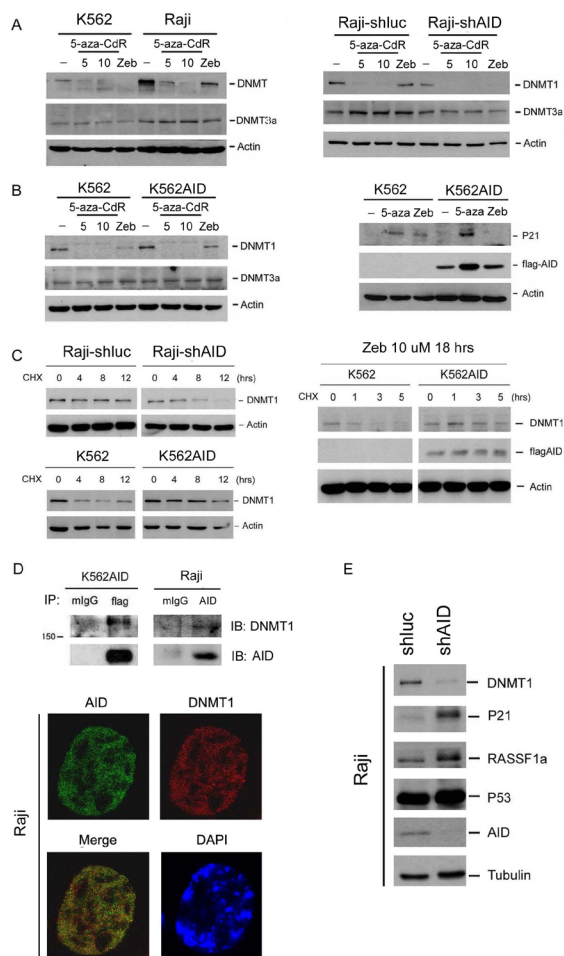 A
K562 Raji
5-aza-CdR 5-aza-CdR
– 5 10 Zeb – 5 10 Zeb
DNMT
DNMT3a
Actin
Raji-shluc Raji-shAID
5-aza-CdR 5-aza-CdR
– 5 10 Zeb – 5 10 Zeb
DNMT1
DNMT3a
Actin
B
K562 K562AID
5-aza-CdR 5-aza-CdR
– 5 10 Zeb – 5 10 Zeb
DNMT1
DNMT3a
Actin
K562 K562AID
– 5-aza Zeb – 5-aza Zeb
P21
flag-AID
Actin
C
Raji-shluc Raji-shAID
CHX 0 4 8 12 0 4 8 12 (hrs)
DNMT1
Actin
K562 K562AID
CHX 0 4 8 12 0 4 8 12 (hrs)
DNMT1
Actin
Zeb 10 uM 18 hrs
K562 K562AID
CHX 0 1 3 5 0 1 3 5 (hrs)
DNMT1
flagAID
Actin
D
K562AID Raji
IP: mIgG flag mIgG AID
IB: DNMT1
150
IB: AID
AID DNMT1
Merge DAPI
Raji
E
shluc shAID
DNMT1
P21
RASSF1a
P53
AID
Tubulin
Raji